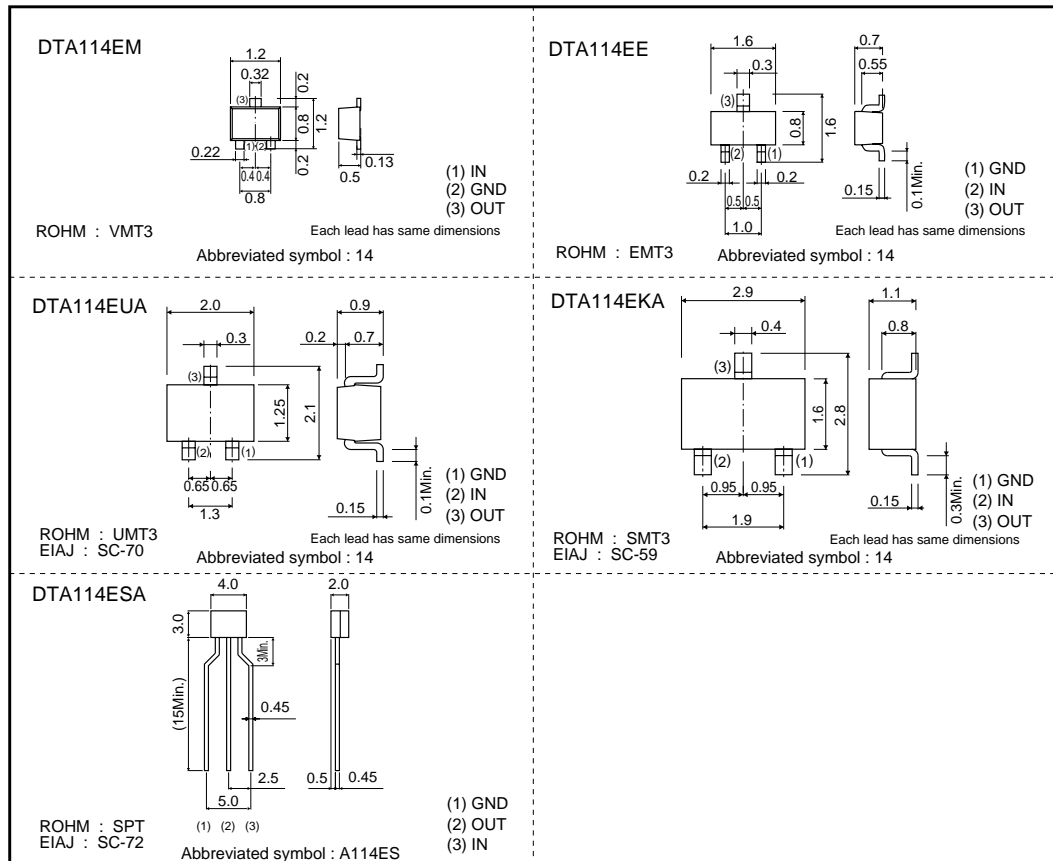 DTA114EM
1.2
0.32
0.2
(3)
0.8
1.2
(1)
(2)
0.22
0.2
0.4
0.4
0.8
0.13
0.5
(1) IN
(2) GND
(3) OUT
ROHM : VMT3
Each lead has same dimensions
Abbreviated symbol : 14
DTA114EE
1.6
0.3
(3)
0.8
1.6
(2)
(1)
0.2
0.2
0.5
0.5
1.0
0.7
0.55
0.15
0.1Min.
(1) GND
(2) IN
(3) OUT
Each lead has same dimensions
ROHM : EMT3
Abbreviated symbol : 14
DTA114EUA
2.0
0.3
(3)
1.25
2.1
(2)
(1)
0.65
0.65
1.3
0.9
0.2
0.7
0.15
0.1Min.
(1) GND
(2) IN
(3) OUT
ROHM : UMT3
EIAJ : SC-70
Each lead has same dimensions
Abbreviated symbol : 14
DTA114EKA
2.9
0.4
(3)
1.6
2.8
(2)
(1)
0.95
0.95
1.9
1.1
0.8
0.15
0.3Min.
(1) GND
(2) IN
(3) OUT
ROHM : SMT3
EIAJ : SC-59
Each lead has same dimensions
Abbreviated symbol : 14
DTA114ESA
4.0
2.0
3.0
3Min.
(15Min.)
0.45
2.5
5.0
0.5
0.45
(1) (2) (3)
(1) GND
(2) OUT
(3) IN
ROHM : SPT
EIAJ : SC-72
Abbreviated symbol : A114ES